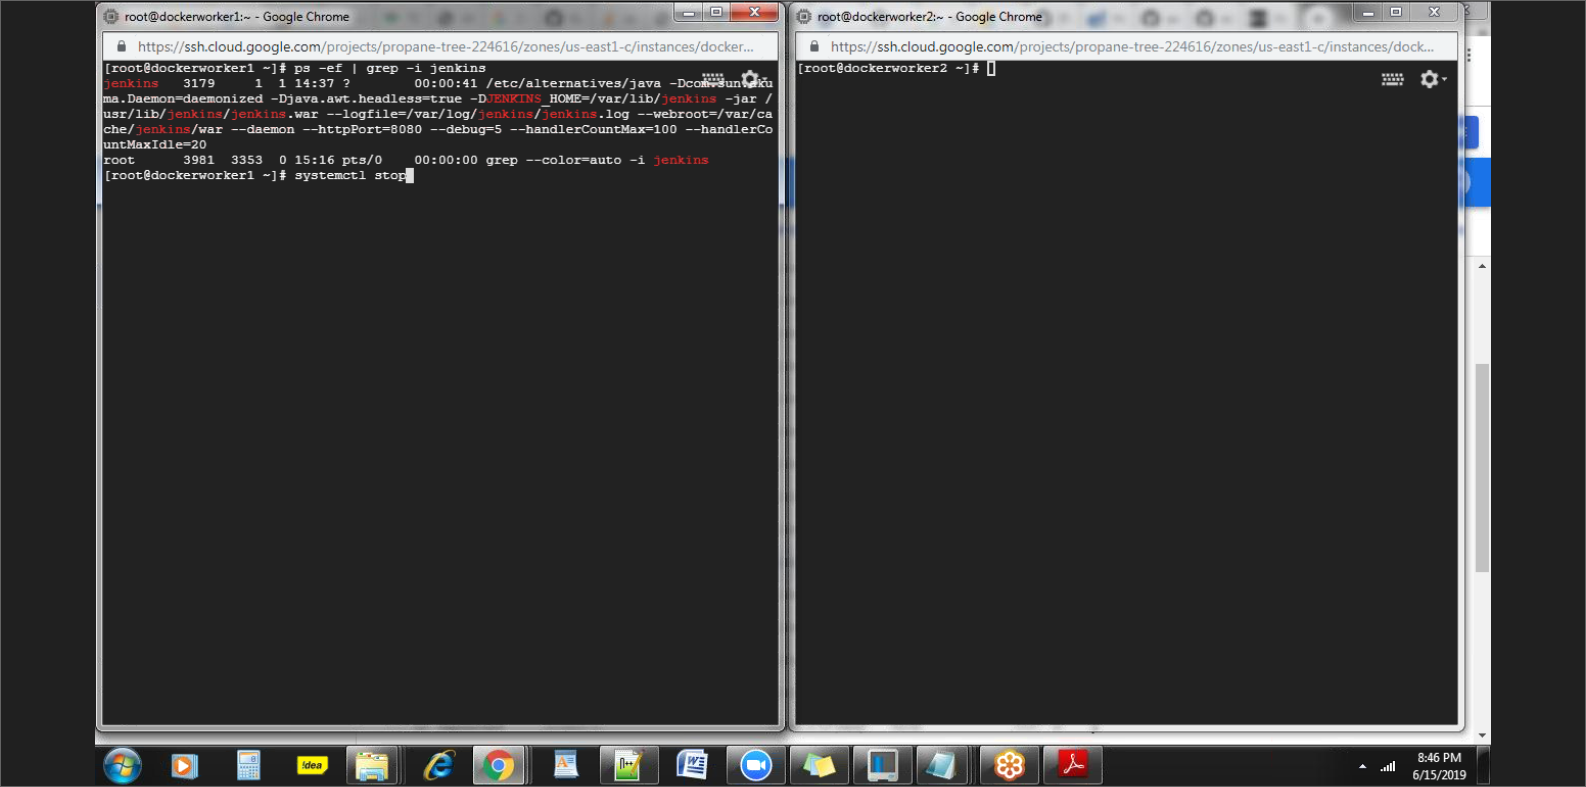 root@dockerworker1:~ - Google Chrome
https://ssh.cloud.google.com/projects/propane-tree-224616/zones/us-east1-c/instances/docker...
[root@dockerworker1 ~]# ps -ef | grep -i jenkins
jenkins   3179     1  1 14:37 ?        00:00:41 /etc/alternatives/java
ma.Daemon=daemonized -Djava.awt.headless=true -DJENKINS_HOME=/var/lib/jenkins -jar /
usr/lib/jenkins/jenkins.war --logfile=/var/log/jenkins/jenkins.log --webroot=/var/ca
che/jenkins/war --daemon --httpPort=8080 --debug=5 --handlerCountMax=100 --handlerCo
untMaxIdle=20
root      3981  3353  0 15:16 pts/0    00:00:00 grep --color=auto -i jenkins
[root@dockerworker1 ~]# systemctl stop
root@dockerworker2:~ - Google Chrome
https://ssh.cloud.google.com/projects/propane-tree-224616/zones/us-east1-c/instances/dock...
[root@dockerworker2 ~]#
!dea
8:46 PM
6/15/2019